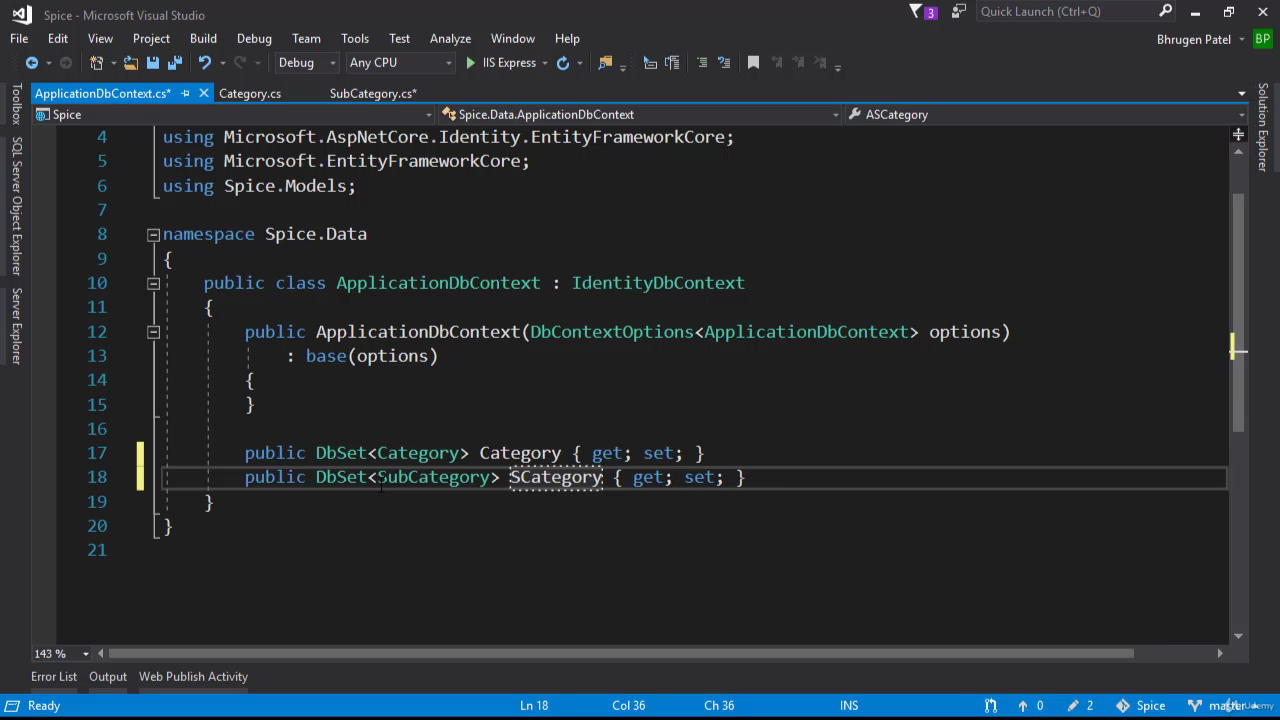 Spice - Microsoft Visual Studio
3
Quick Launch (Ctrl+Q)
File Edit View Project Build Debug Team Tools Test Analyze Window Help
Bhrugen Patel BP
Debug Any CPU IIS Express
ApplicationDbContext.cs* Category.cs SubCategory.cs*
Spice Spice.Data.ApplicationDbContext ASCategory
Toolbox
SQL Server Object Explorer
Server Explorer
Solution Explorer
4 using Microsoft.AspNetCore.Identity.EntityFrameworkCore;
5 using Microsoft.EntityFrameworkCore;
6 using Spice.Models;
7
8 namespace Spice.Data
9 {
10 public class ApplicationDbContext : IdentityDbContext
11 {
12 public ApplicationDbContext(DbContextOptions<ApplicationDbContext> options)
13 : base(options)
14 {
15 }
16
17 public DbSet<Category> Category { get; set; }
18 public DbSet<SubCategory> SCategory { get; set; }
19 }
20 }
21
143 %
Error List Output Web Publish Activity
Ready Ln 18 Col 36 Ch 36 INS 0 2 Spice master
Udemy